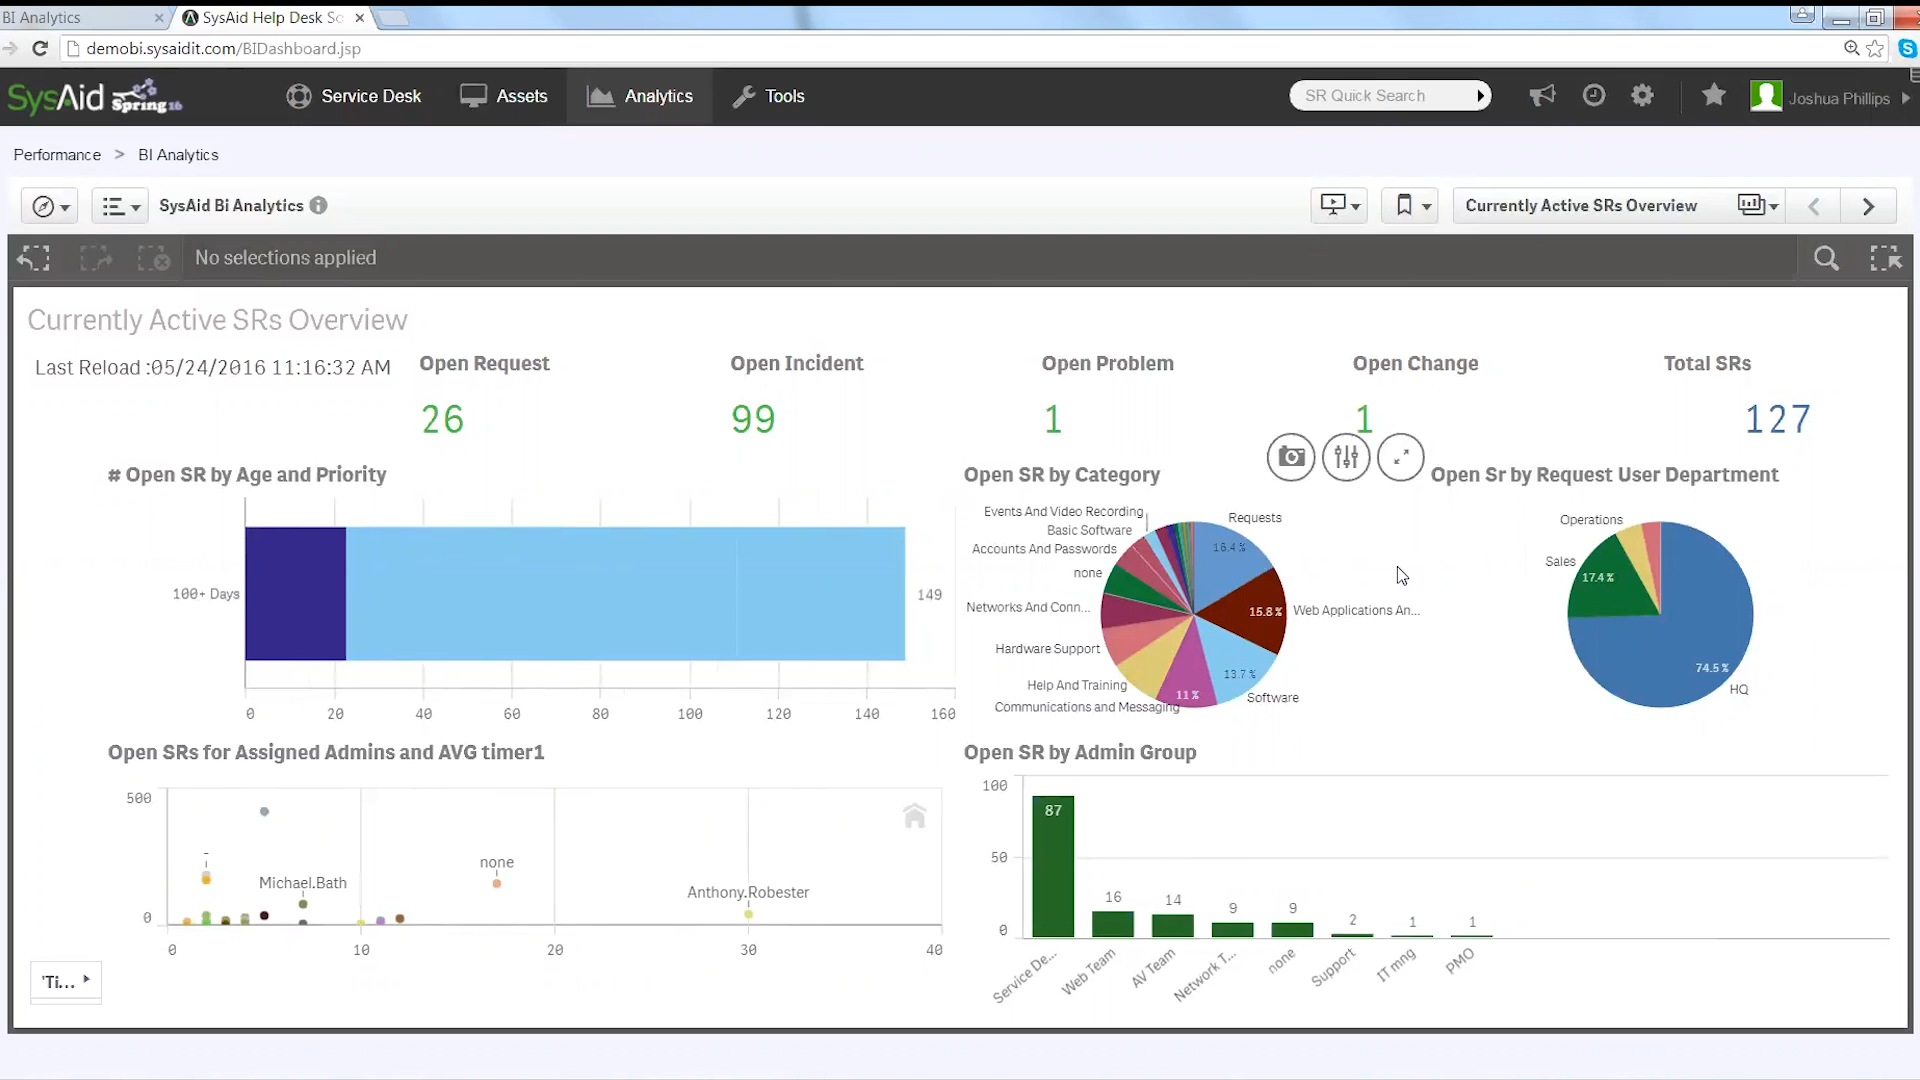 BI Analytics
SysAid Help Desk Sc
demobi.sysaidit.com/BIDashboard.jsp
SysAid Spring 16
Service Desk
Assets
Analytics
Tools
SR Quick Search
Joshua Phillips
Performance > BI Analytics
SysAid Bi Analytics
Currently Active SRs Overview
No selections applied
Currently Active SRs Overview
Last Reload :05/24/2016 11:16:32 AM
Open Request
26
Open Incident
99
Open Problem
1
Open Change
1
Total SRs
127
# Open SR by Age and Priority
100+ Days
149
0 20 40 60 80 100 120 140 160
Open SR by Category
Events And Video Recording
Basic Software
Accounts And Passwords
none
Networks And Conn...
Hardware Support
Help And Training
Communications and Messaging
Requests
16.4 %
15.8 %
Web Applications An...
13.7 %
Software
11 %
Open Sr by Request User Department
Operations
Sales
17.4 %
74.5 %
HQ
Open SRs for Assigned Admins and AVG timer1
500
0
-
Michael.Bath
none
Anthony.Robester
0 10 20 30 40
'Ti...
Open SR by Admin Group
100
50
0
87 16 14 9 9 2 1 1
Service De...
Web Team
AV Team
Network T...
none
Support
IT mng
PMO